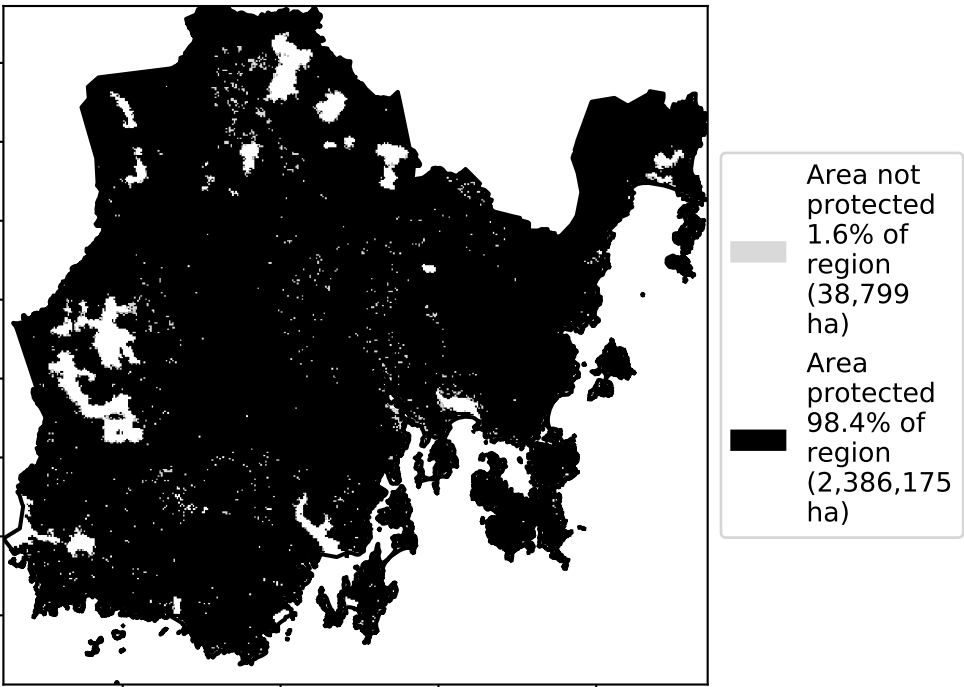 Area not
protected
1.6% of
region
(38,799
ha)
Area
protected
98.4% of
region
(2,386,175
ha)